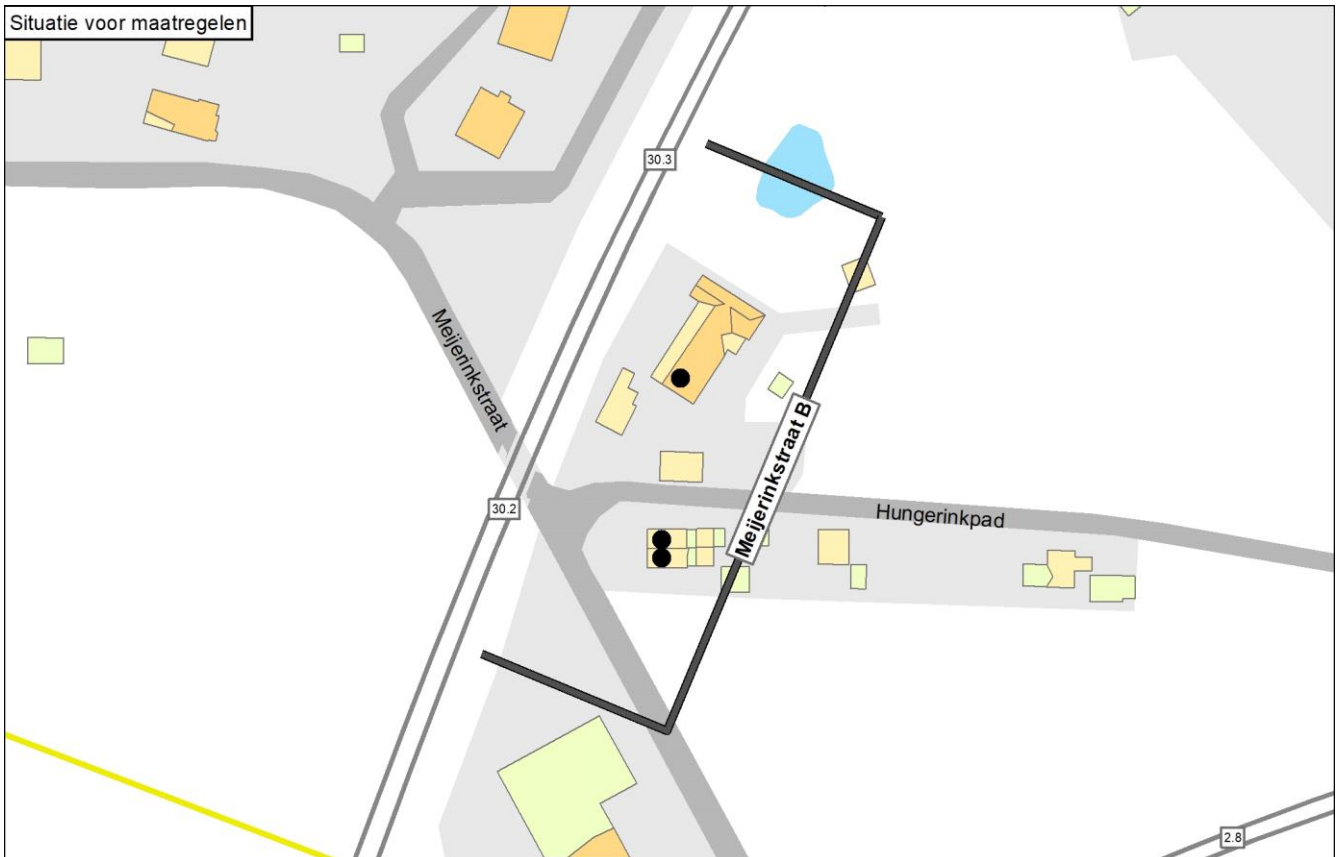 Situatie voor maatregelen
30.3
Meijerinkstraat
Meijerinkstraat B
30.2
Hungerinkpad
2.8